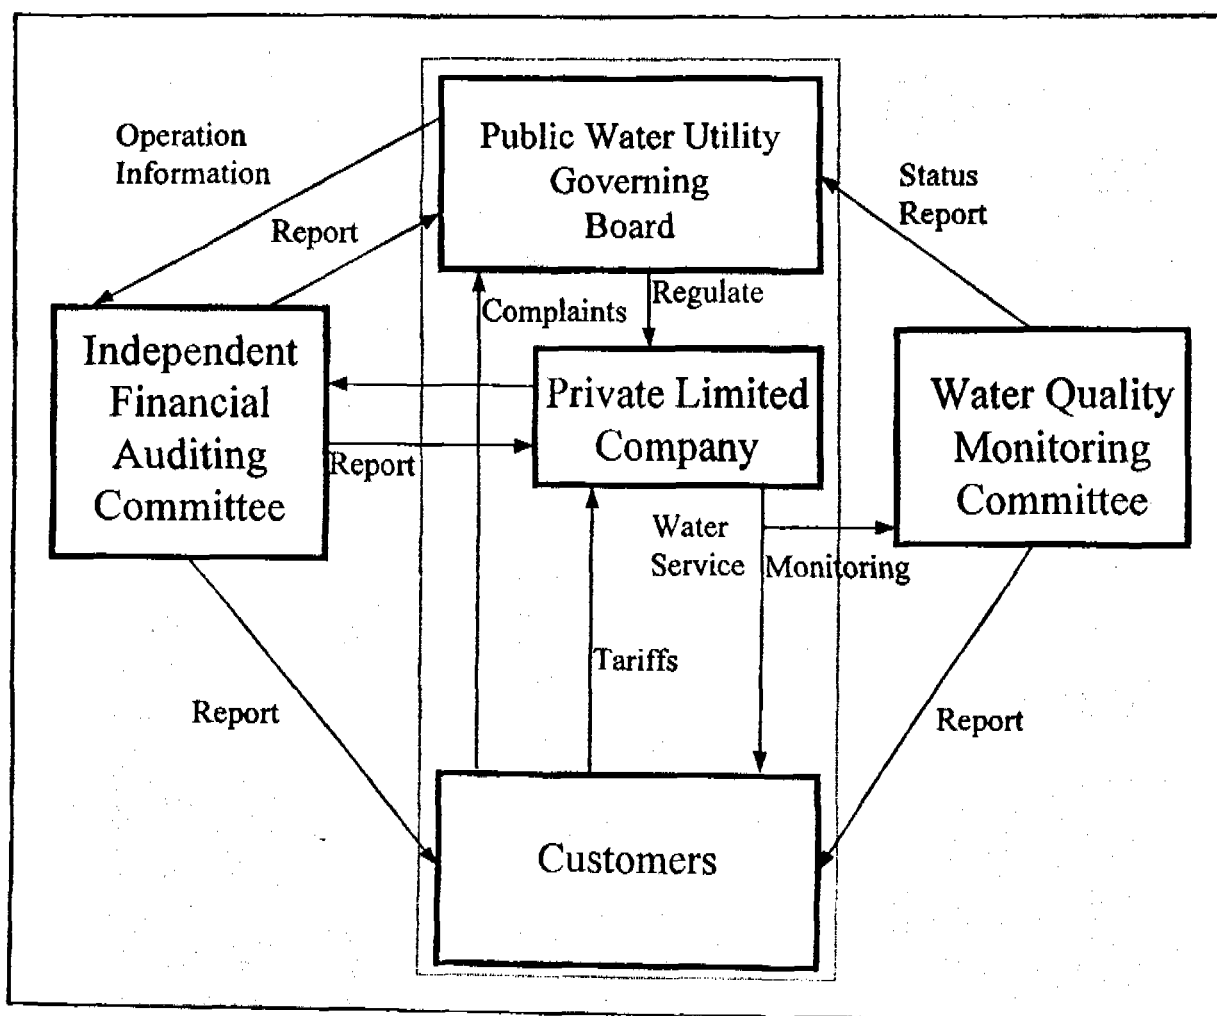 Public Water Utility
Governing
Board
Operation
Information
Report
Status
Report
Complaints
Regulate
Independent
Financial
Auditing
Committee
Private Limited
Company
Water Quality
Monitoring
Committee
Report
Water
Service
Monitoring
Tariffs
Report
Report
Customers